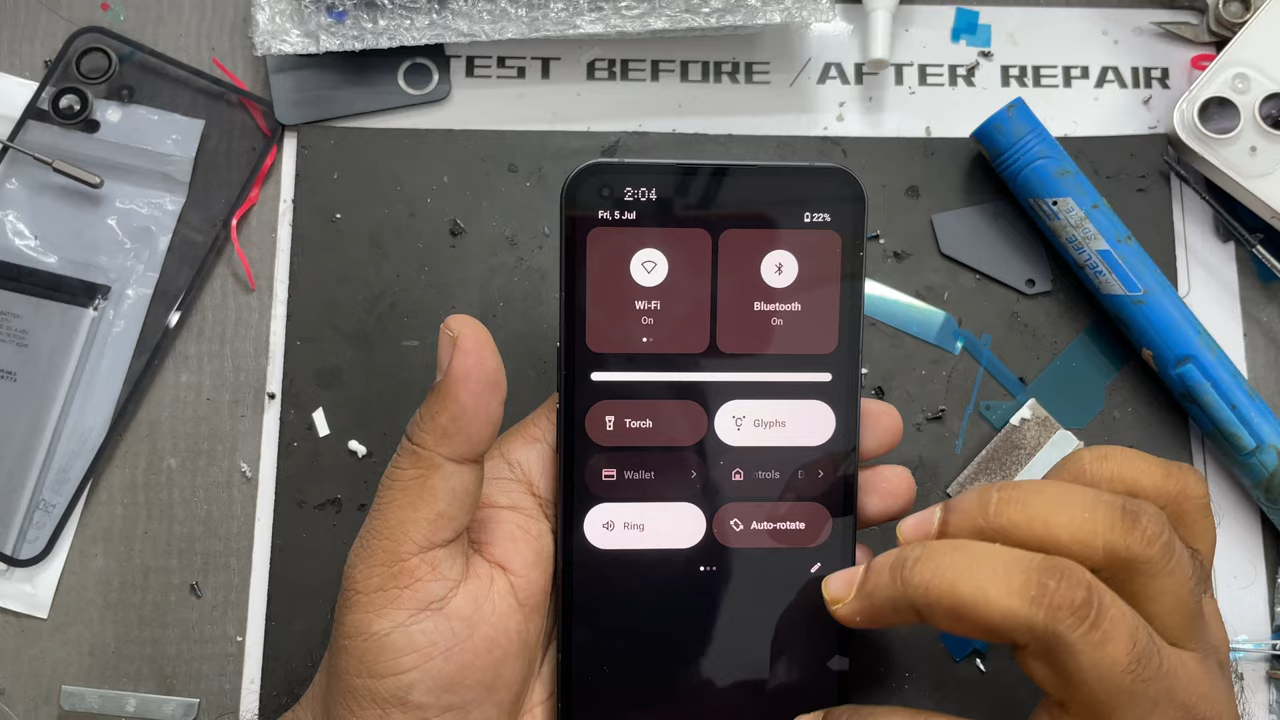 TEST BEFORE / AFTER REPAIR
2:04
Fri, 5 Jul
22%
Wi-Fi
On
Bluetooth
On
Torch
Glyphs
Wallet
ntrols D
Ring
Auto-rotate
RELIFE